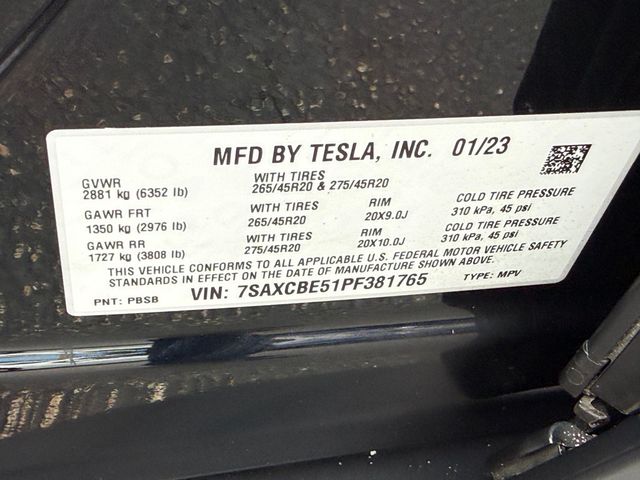 MFD BY TESLA, INC. 01/23
GVWR WITH TIRES
2881 kg (6352 lb) 265/45R20 & 275/45R20
GAWR FRT WITH TIRES RIM COLD TIRE PRESSURE
1350 kg (2976 lb) 265/45R20 20X9.0J 310 kPa, 45 psi
GAWR RR WITH TIRES RIM COLD TIRE PRESSURE
1727 kg (3808 lb) 275/45R20 20X10.0J 310 kPa, 45 psi
THIS VEHICLE CONFORMS TO ALL APPLICABLE U.S. FEDERAL MOTOR VEHICLE SAFETY
STANDARDS IN EFFECT ON THE DATE OF MANUFACTURE SHOWN ABOVE.
PNT: PBSB VIN: 7SAXCBE51PF381765 TYPE: MPV